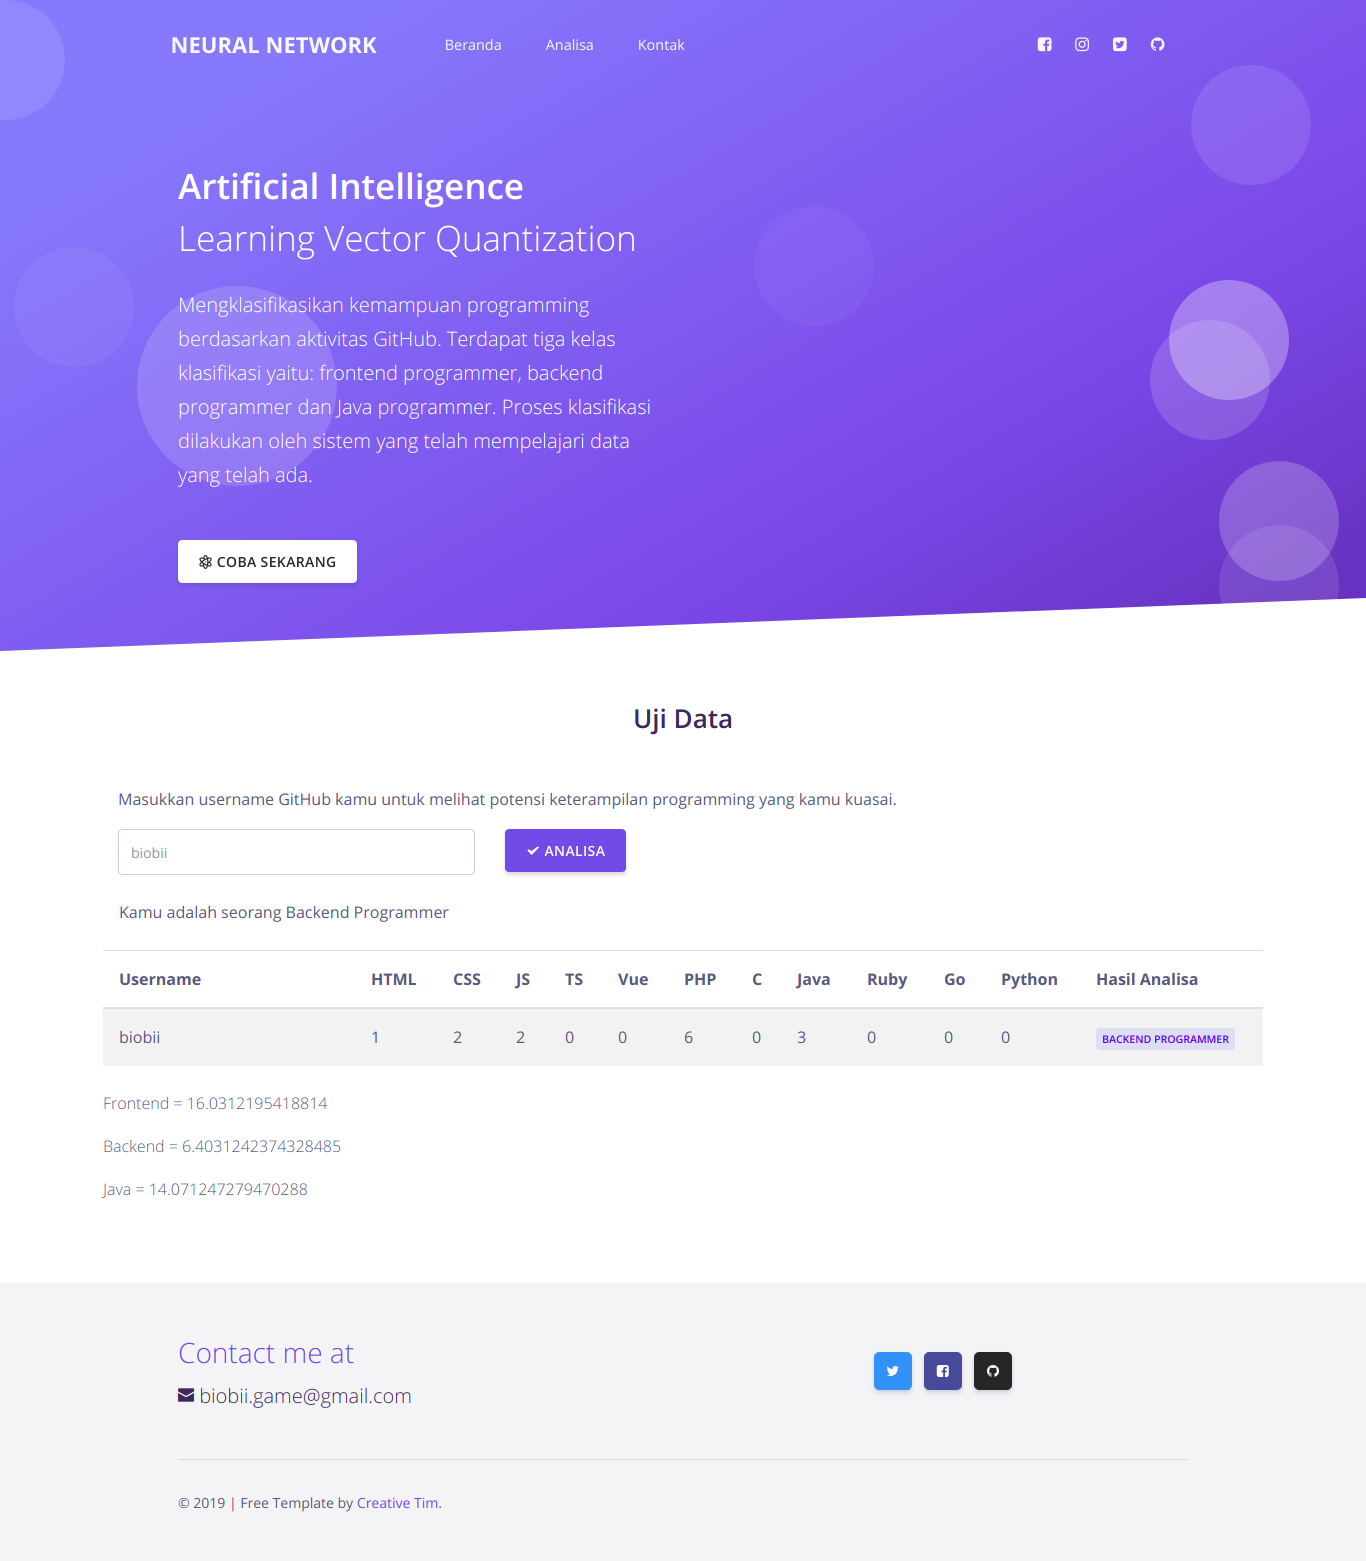 NEURAL NETWORK Beranda Analisa Kontak
Artificial Intelligence
Learning Vector Quantization
Mengklasifikasikan kemampuan programming
berdasarkan aktivitas GitHub. Terdapat tiga kelas
klasifikasi yaitu: frontend programmer, backend
programmer dan Java programmer. Proses klasifikasi
dilakukan oleh sistem yang telah mempelajari data
yang telah ada.
COBA SEKARANG
Uji Data
Masukkan username GitHub kamu untuk melihat potensi keterampilan programming yang kamu kuasai.
biobii ANALISA
Kamu adalah seorang Backend Programmer
Username HTML CSS JS TS Vue PHP C Java Ruby Go Python Hasil Analisa
biobii 1 2 2 0 0 6 0 3 0 0 0 BACKEND PROGRAMMER
Frontend = 16.0312195418814
Backend = 6.4031242374328485
Java = 14.071247279470288
Contact me at
biobii.game@gmail.com
© 2019 | Free Template by Creative Tim.